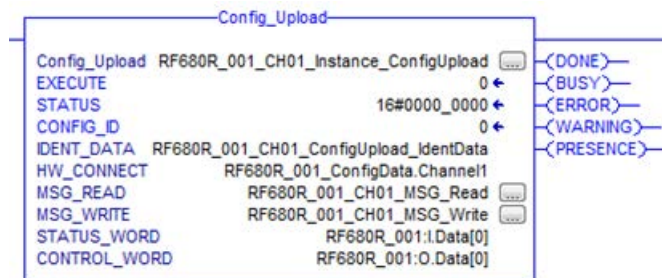 Config_Upload
Config_Upload RF680R_001_CH01_Instance_ConfigUpload ... (DONE)
EXECUTE 0 (BUSY)
STATUS 16#0000_0000 (ERROR)
CONFIG_ID 0 (WARNING)
IDENT_DATA RF680R_001_CH01_ConfigUpload_IdentData (PRESENCE)
HW_CONNECT RF680R_001_ConfigData.Channel1
MSG_READ RF680R_001_CH01_MSG_Read ...
MSG_WRITE RF680R_001_CH01_MSG_Write ...
STATUS_WORD RF680R_001:I.Data[0]
CONTROL_WORD RF680R_001:O.Data[0]